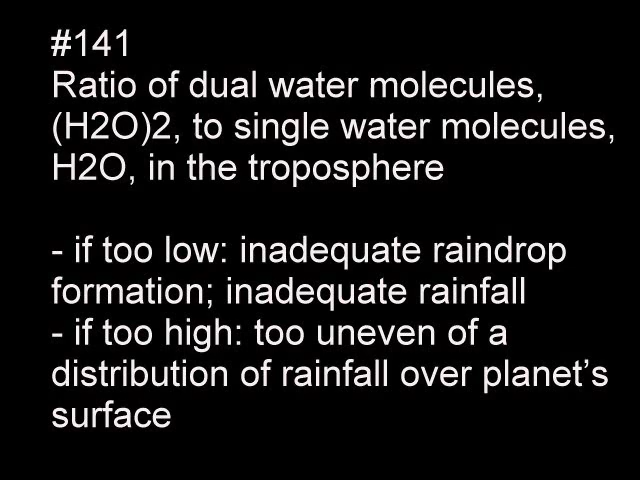 #141
Ratio of dual water molecules,
(H2O)2, to single water molecules,
H2O, in the troposphere
- if too low: inadequate raindrop
formation; inadequate rainfall
- if too high: too uneven of a
distribution of rainfall over planet’s
surface